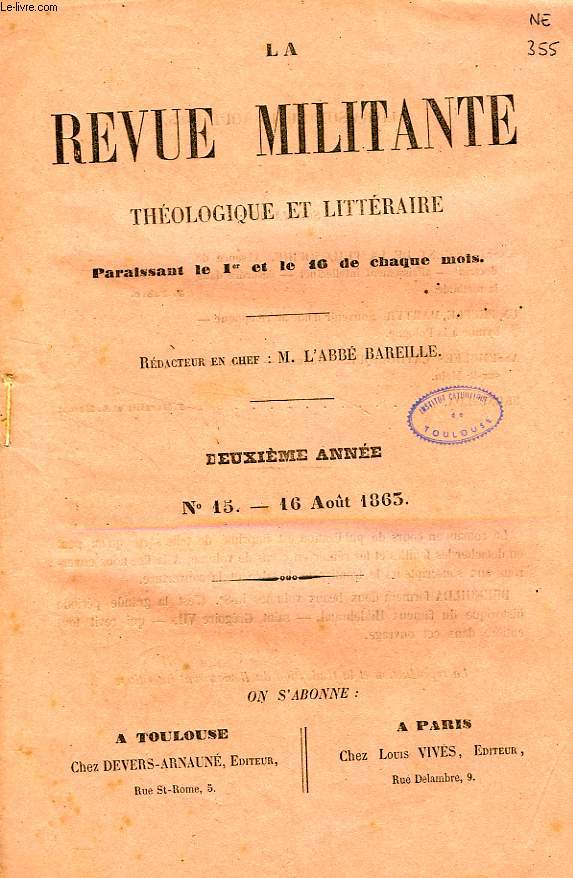 Le-livre.com
NE
355
LA
REVUE MILITANTE
THÉOLOGIQUE ET LITTÉRAIRE
Paraissant le 1er et le 16 de chaque mois.
RÉDACTEUR EN CHEF : M. L'ABBÉ BAREILLE.
INSTITUT CATHOLIQUE
de
TOULOUSE
DEUXIÈME ANNÉE
No 15. — 16 Août 1863.
ON S'ABONNE :
A TOULOUSE
Chez DEVERS-ARNAUNÉ, EDITEUR,
Rue St-Rome, 5.
A PARIS
Chez LOUIS VIVÈS, EDITEUR,
Rue Delambre, 9.